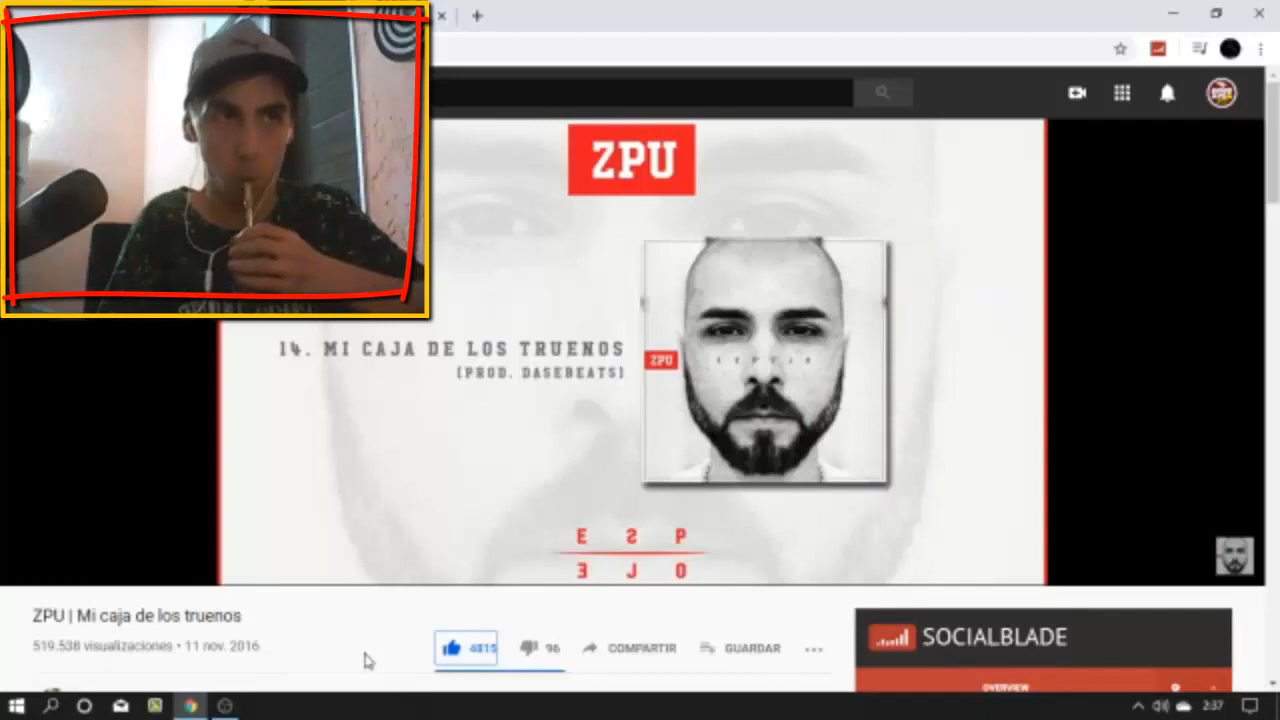 ZPU
14. MI CAJA DE LOS TRUENOS
[PROD. DASEBEATS]
ZPU
E S P
E J O
ZPU | Mi caja de los truenos
519.538 visualizaciones • 11 nov. 2016
4815
96
COMPARTIR
GUARDAR
SOCIALBLADE
OVERVIEW
2:37